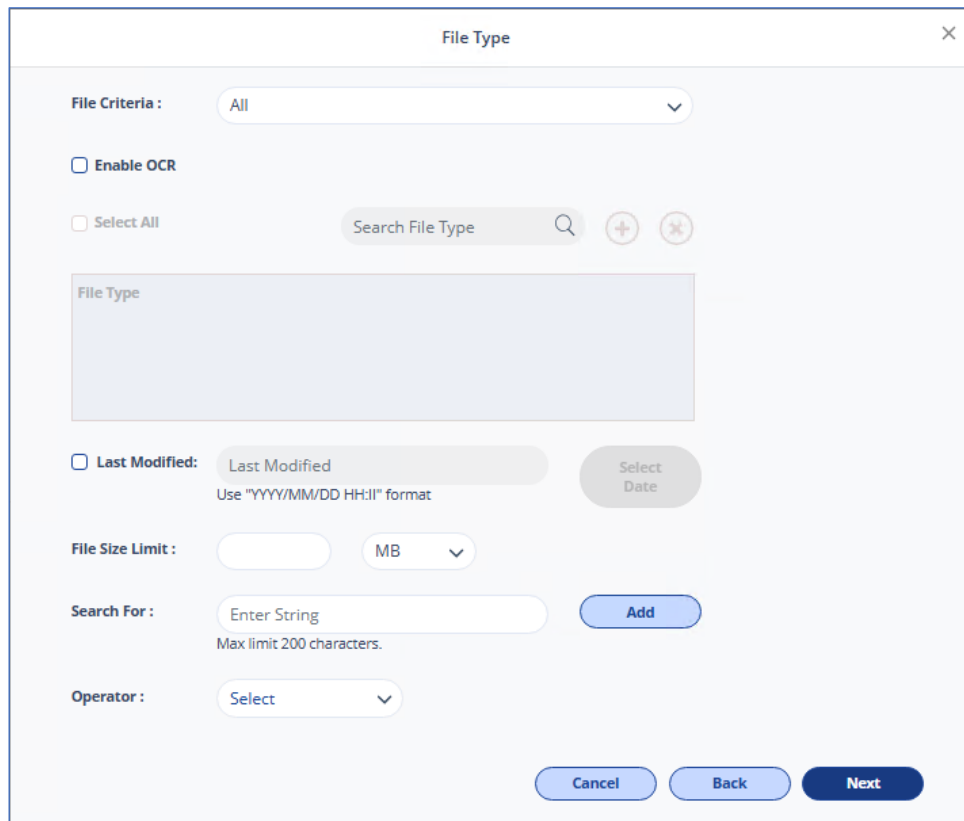 File Type
File Criteria :
All
Enable OCR
Select All
Search File Type
File Type
Last Modified:
Last Modified
Select
Date
Use "YYYY/MM/DD HH:II" format
File Size Limit :
MB
Search For :
Enter String
Add
Max limit 200 characters.
Operator :
Select
Cancel
Back
Next